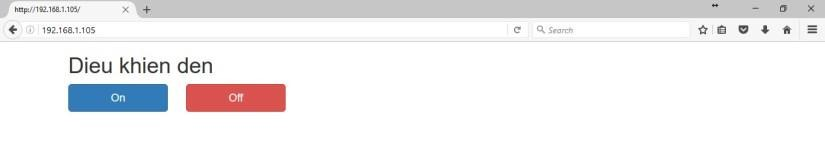 http://192.168.1.105/
192.168.1.105
Search
Dieu khien den
On Off